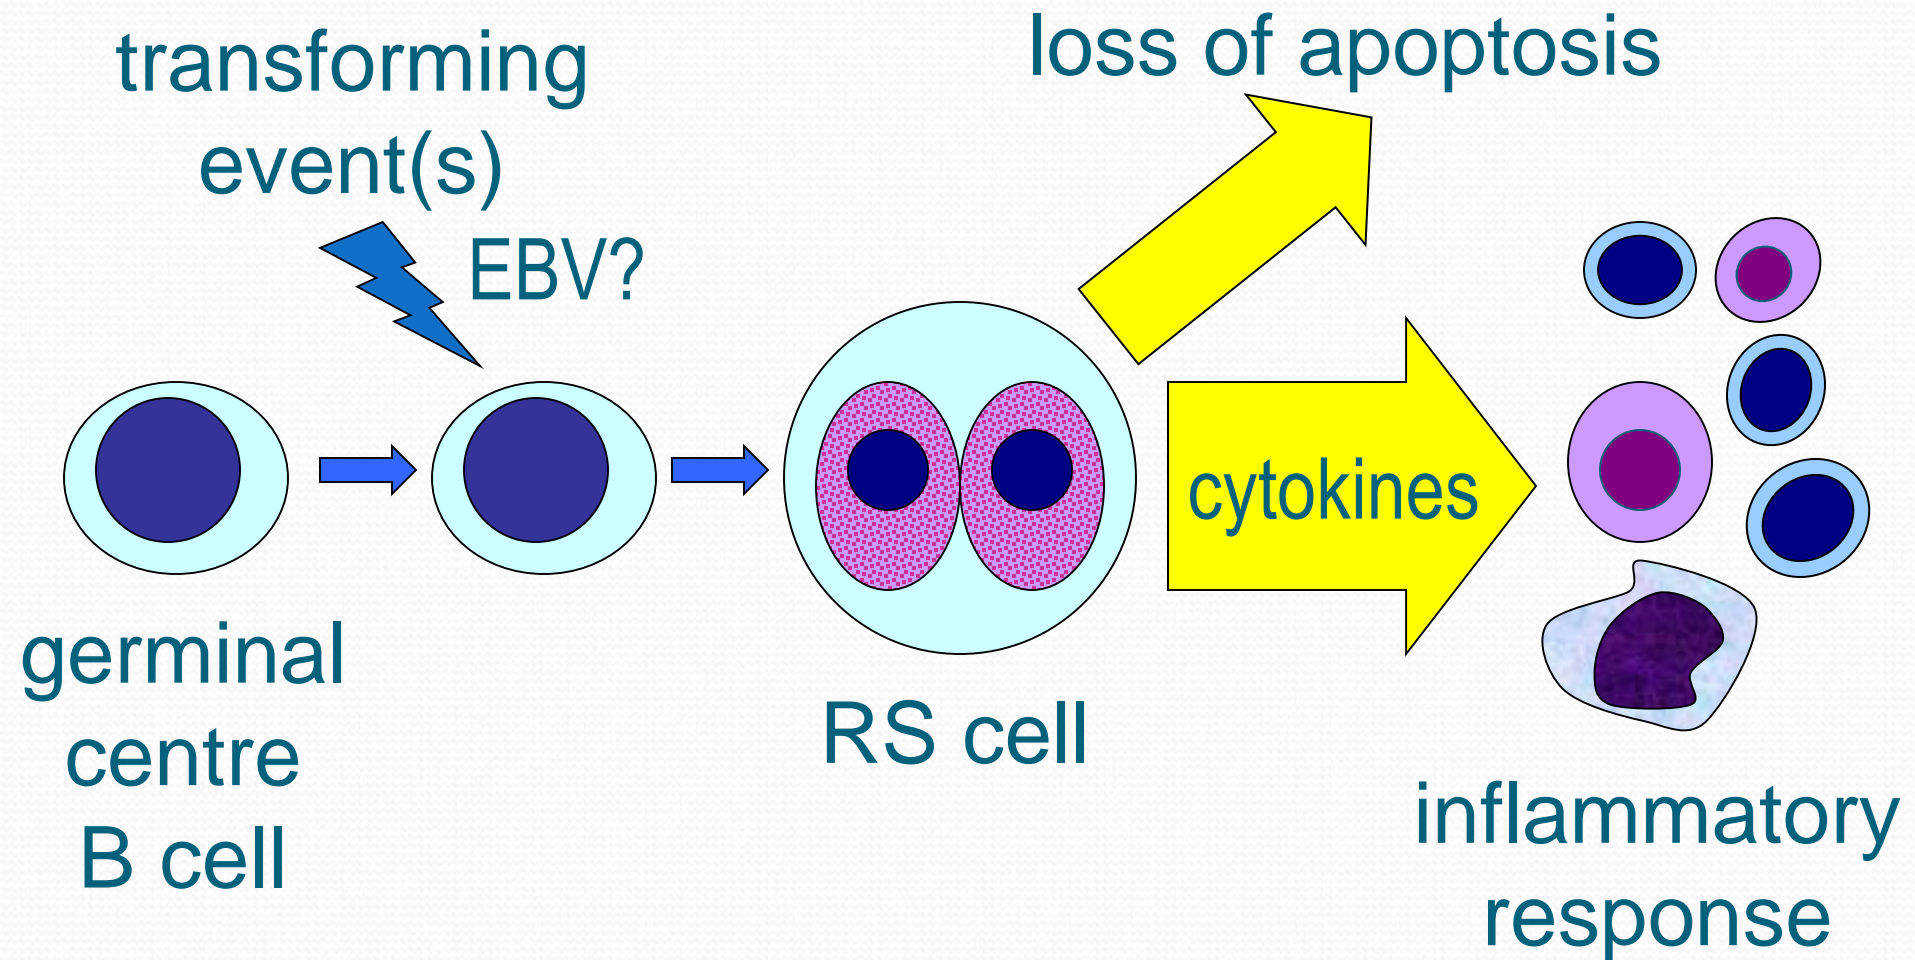 transforming
event(s)
EBV?
loss of apoptosis
germinal
centre
B cell
RS cell
cytokines
inflammatory
response